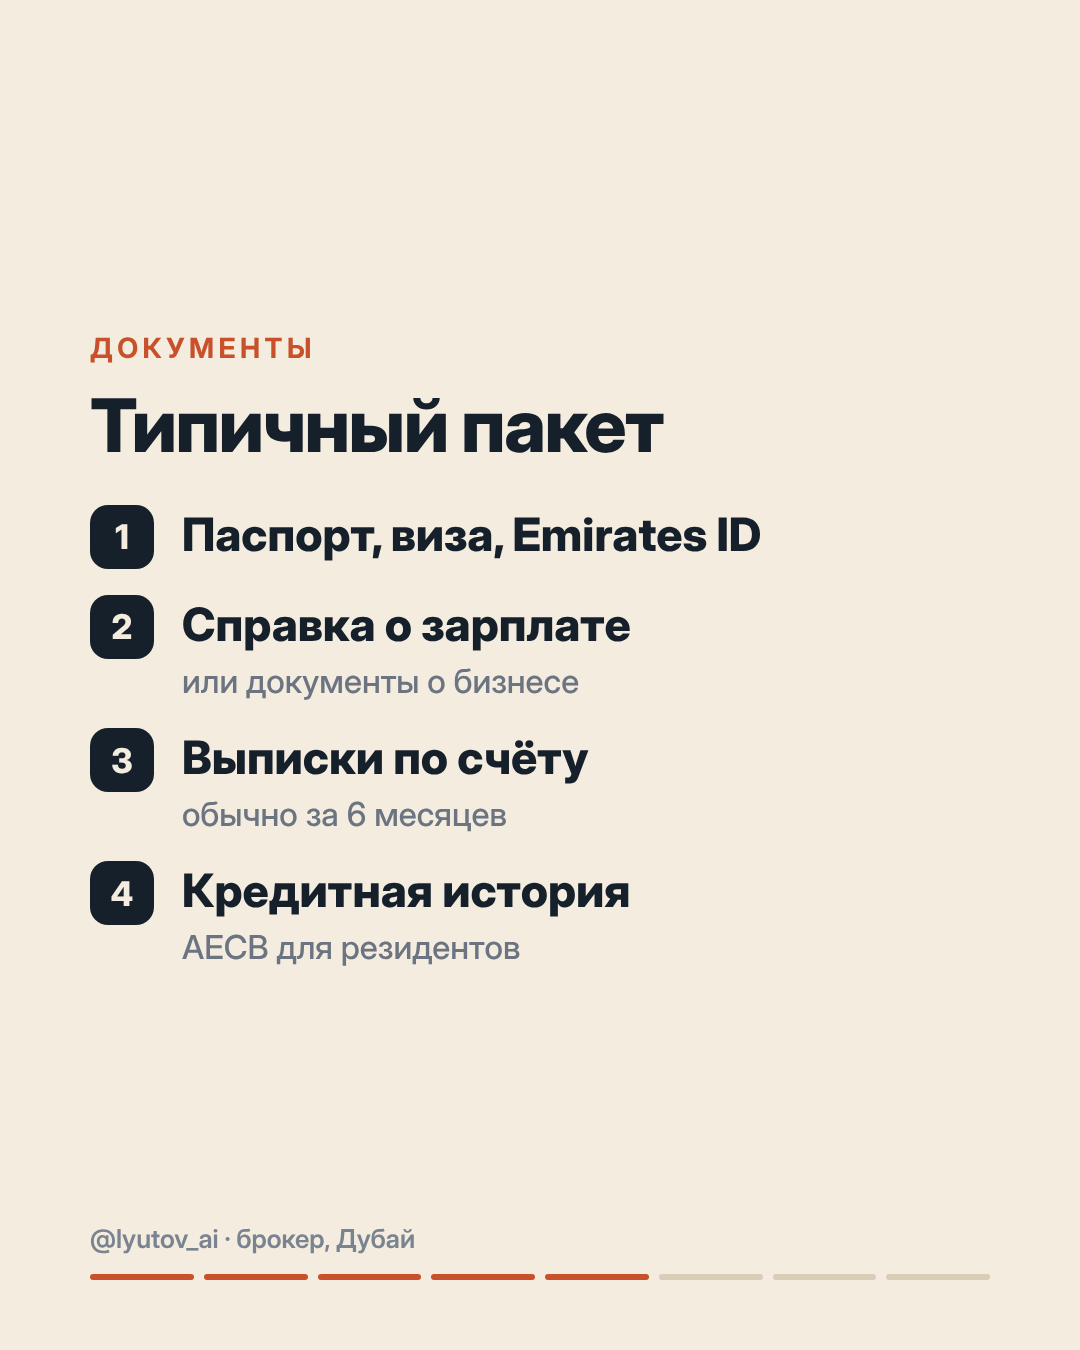 ДОКУМЕНТЫ
Типичный пакет
1 Паспорт, виза, Emirates ID
2 Справка о зарплате
или документы о бизнесе
3 Выписки по счёту
обычно за 6 месяцев
4 Кредитная история
AECB для резидентов
@lyutov_ai · брокер, Дубай